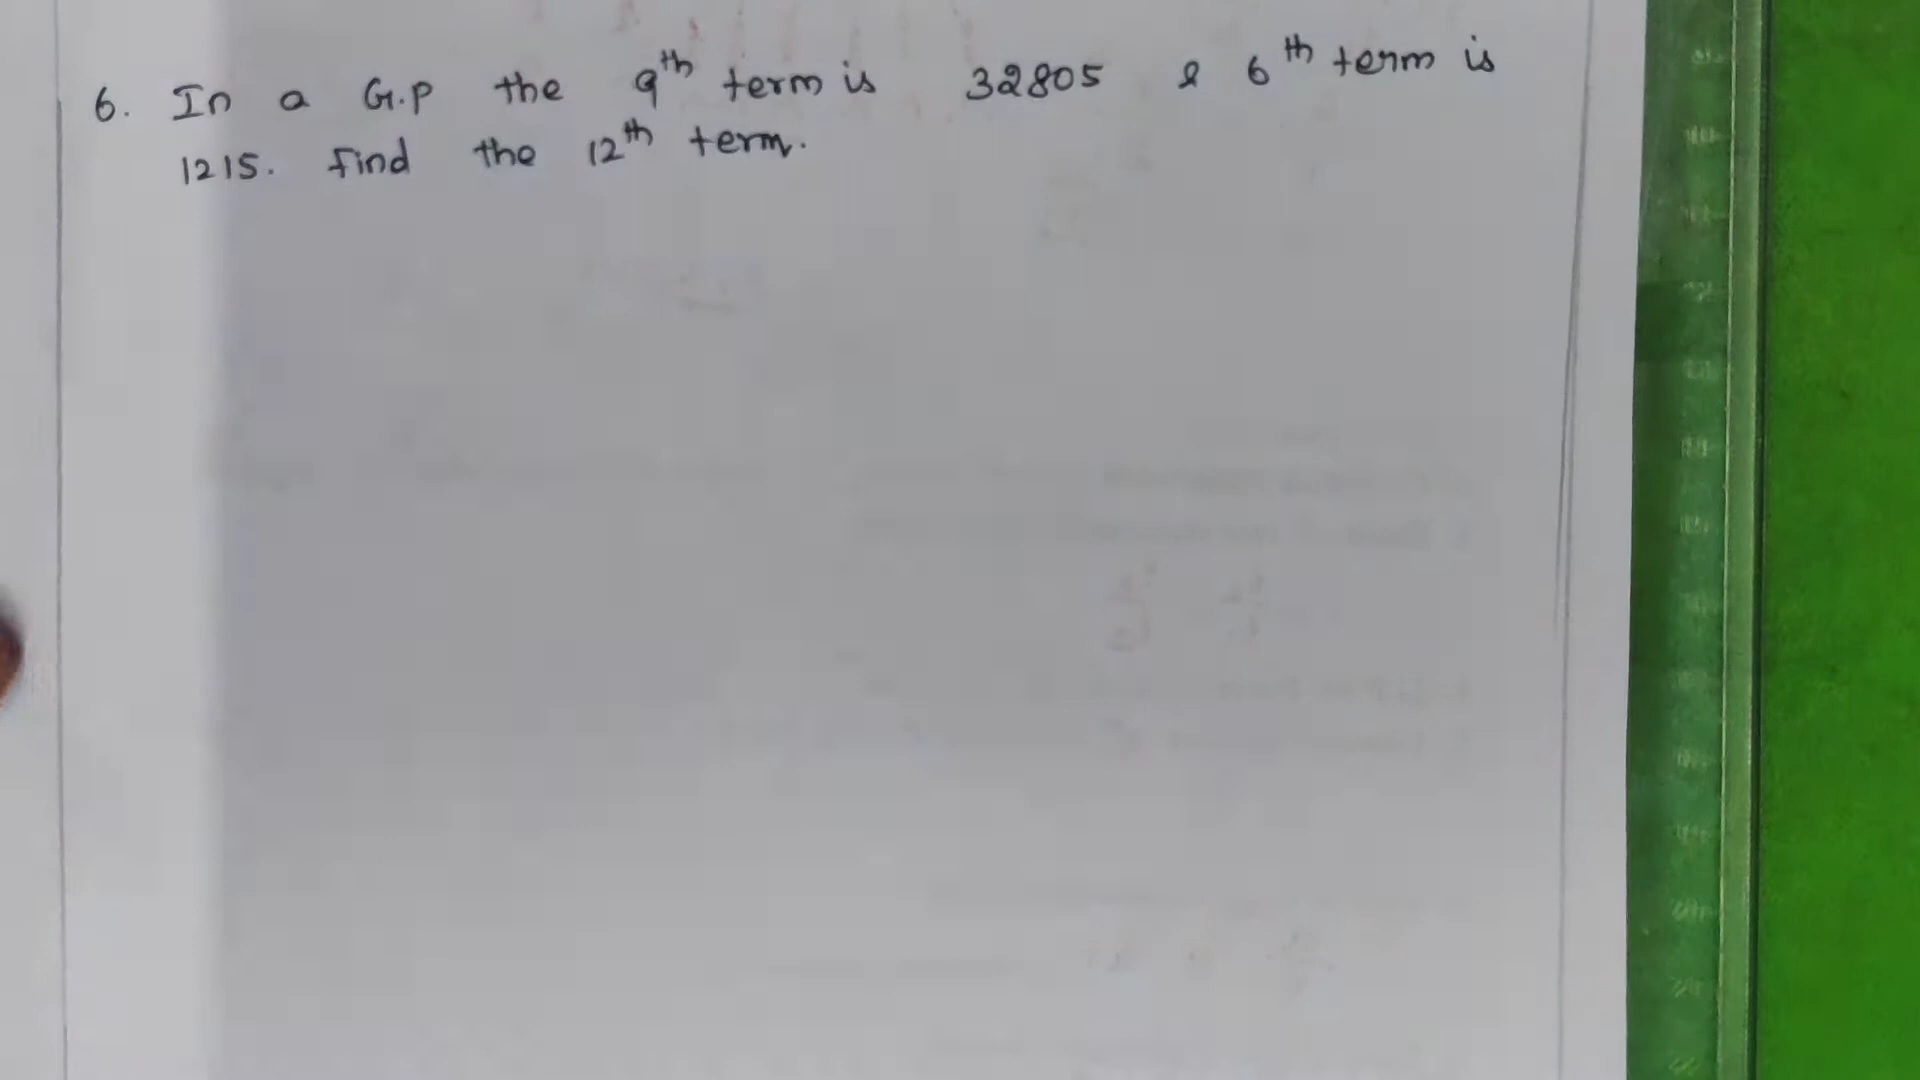 6. In a G.P the 9th term is 32805 & 6th term is
1215. Find the 12th term.